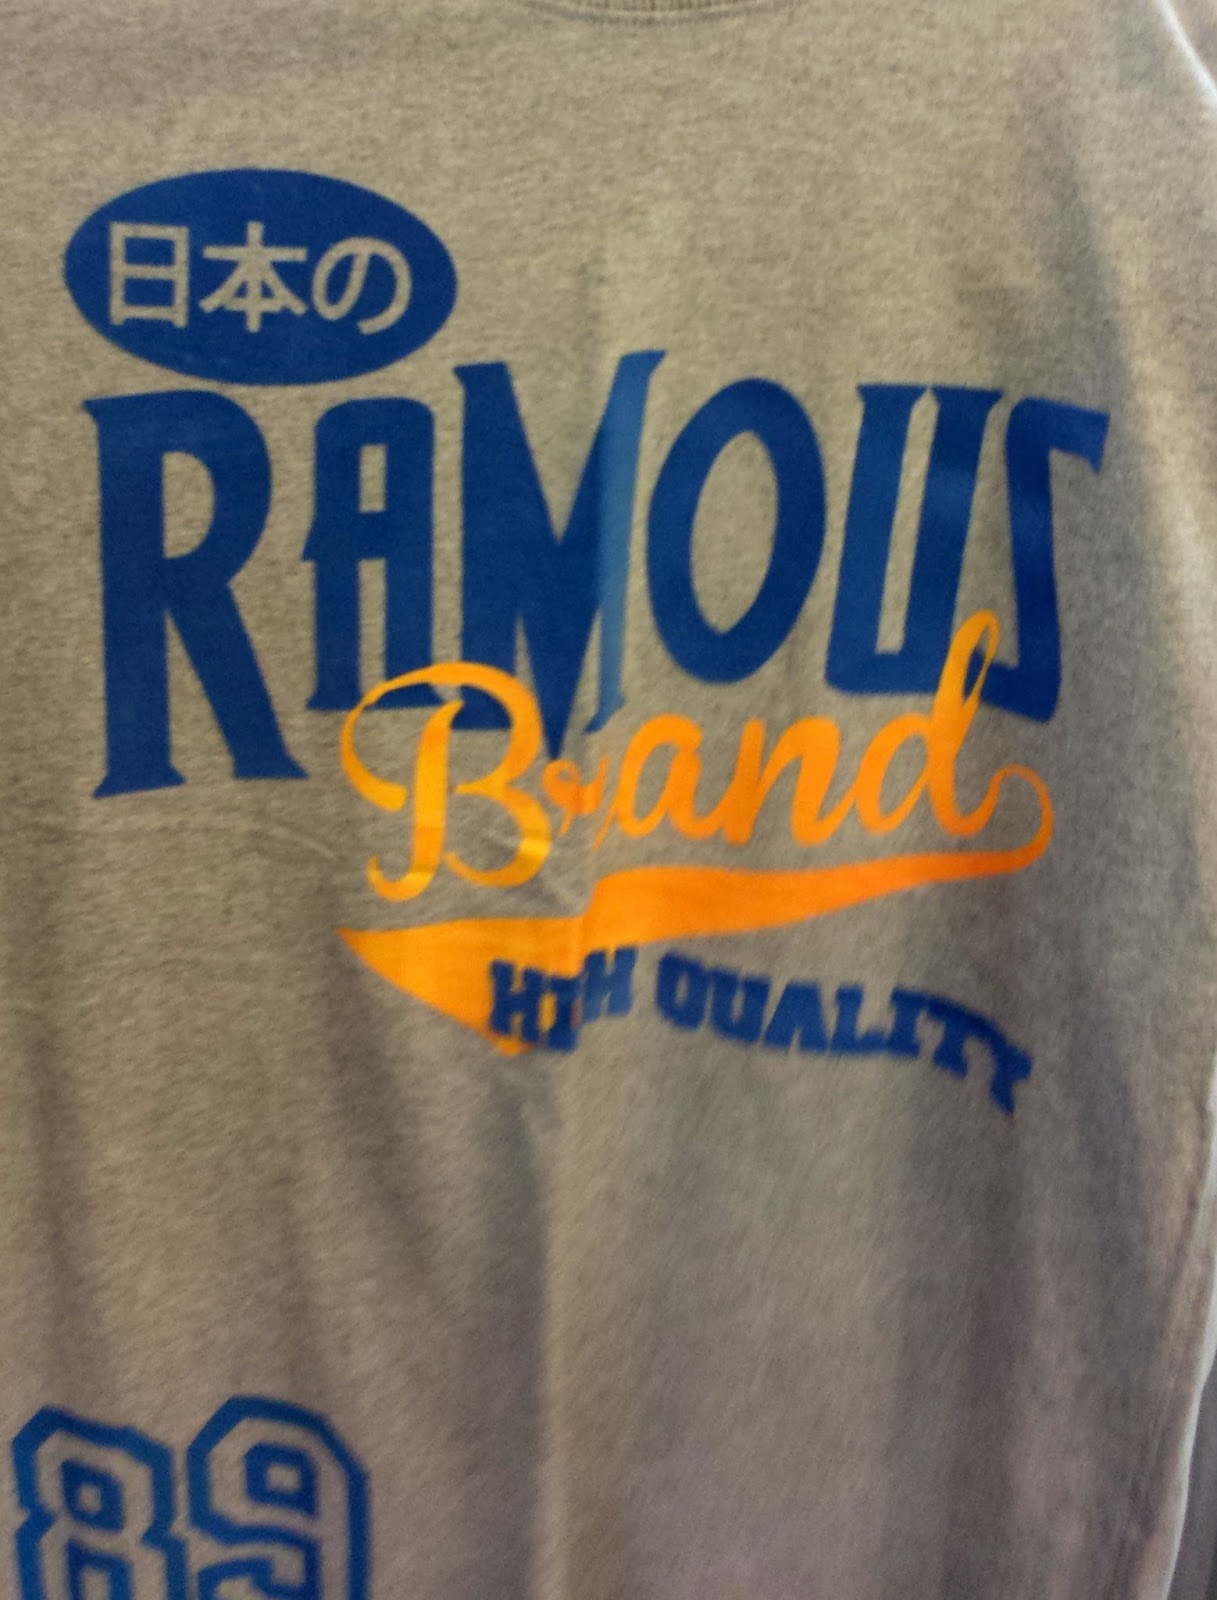 日本の
RAMOUS
Brand
HIGH QUALITY
89